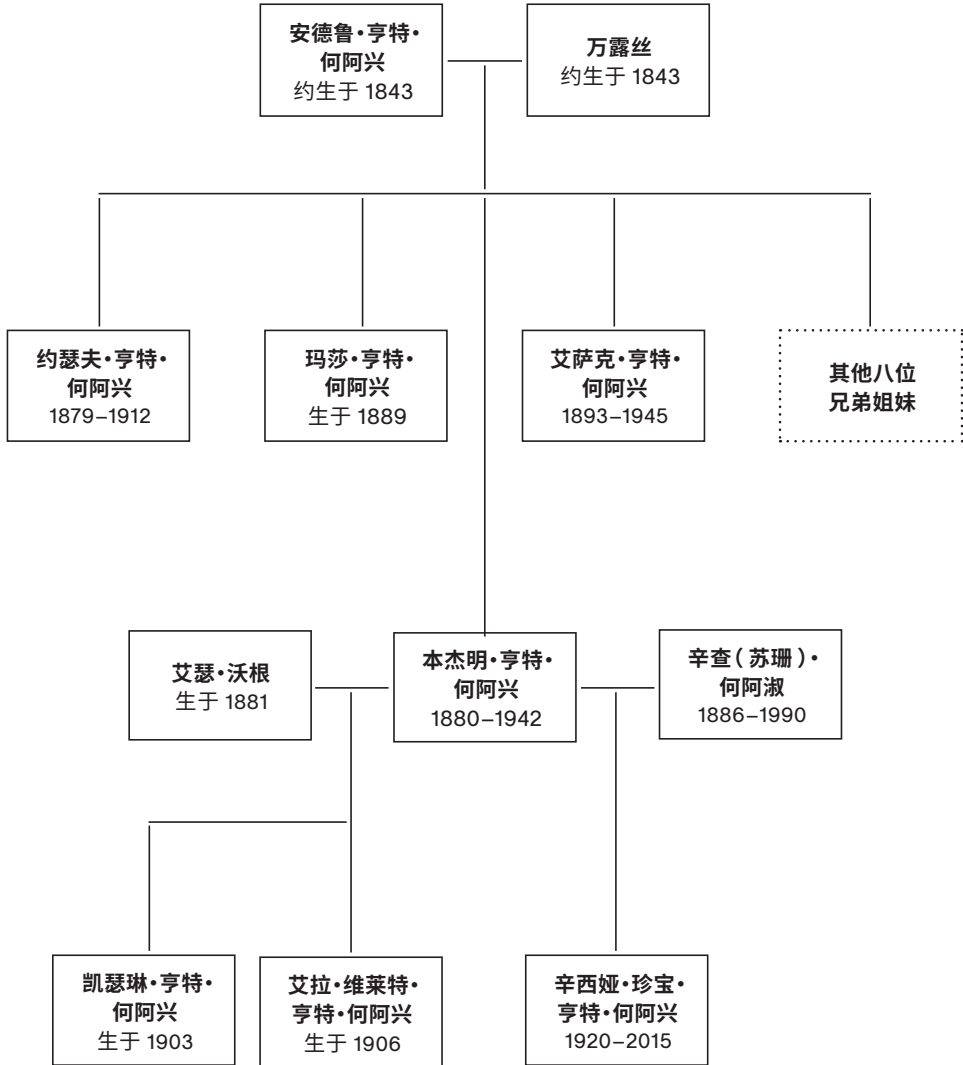 安德鲁·亨特·
何阿兴
约生于 1843
万露丝
约生于 1843
约瑟夫·亨特·
何阿兴
1879–1912
玛莎·亨特·
何阿兴
生于 1889
艾萨克·亨特·
何阿兴
1893–1945
其他八位
兄弟姐妹
艾瑟·沃根
生于 1881
本杰明·亨特·
何阿兴
1880–1942
辛查（苏珊）·
何阿淑
1886–1990
凯瑟琳·亨特·
何阿兴
生于 1903
艾拉·维莱特·
亨特·何阿兴
生于 1906
辛西娅·珍宝·
亨特·何阿兴
1920–2015